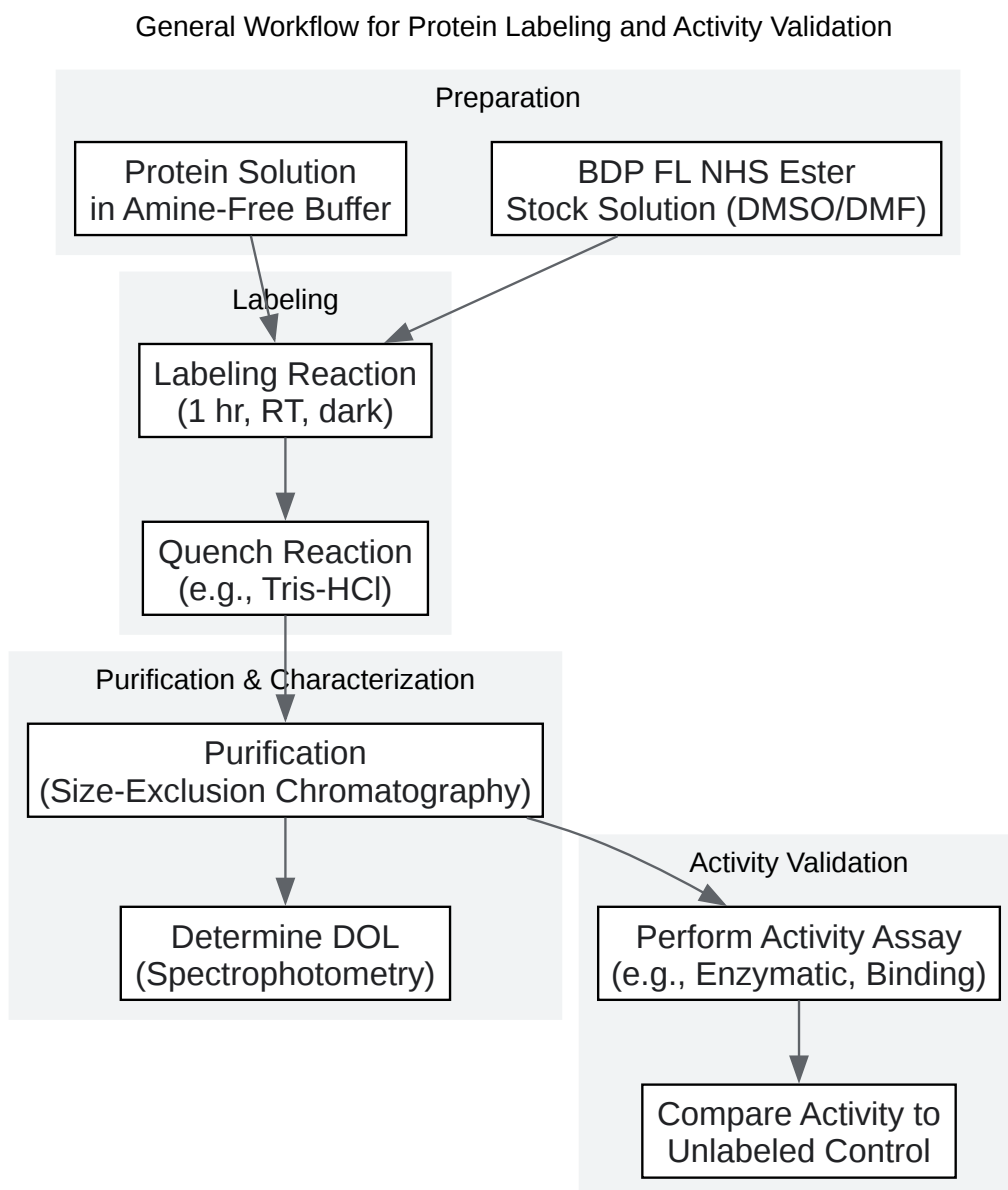 General Workflow for Protein Labeling and Activity Validation
Preparation
Protein Solution
in Amine-Free Buffer
BDP FL NHS Ester
Stock Solution (DMSO/DMF)
Labeling
Labeling Reaction
(1 hr, RT, dark)
Quench Reaction
(e.g., Tris-HCl)
Purification & Characterization
Purification
(Size-Exclusion Chromatography)
Determine DOL
(Spectrophotometry)
Activity Validation
Perform Activity Assay
(e.g., Enzymatic, Binding)
Compare Activity to
Unlabeled Control